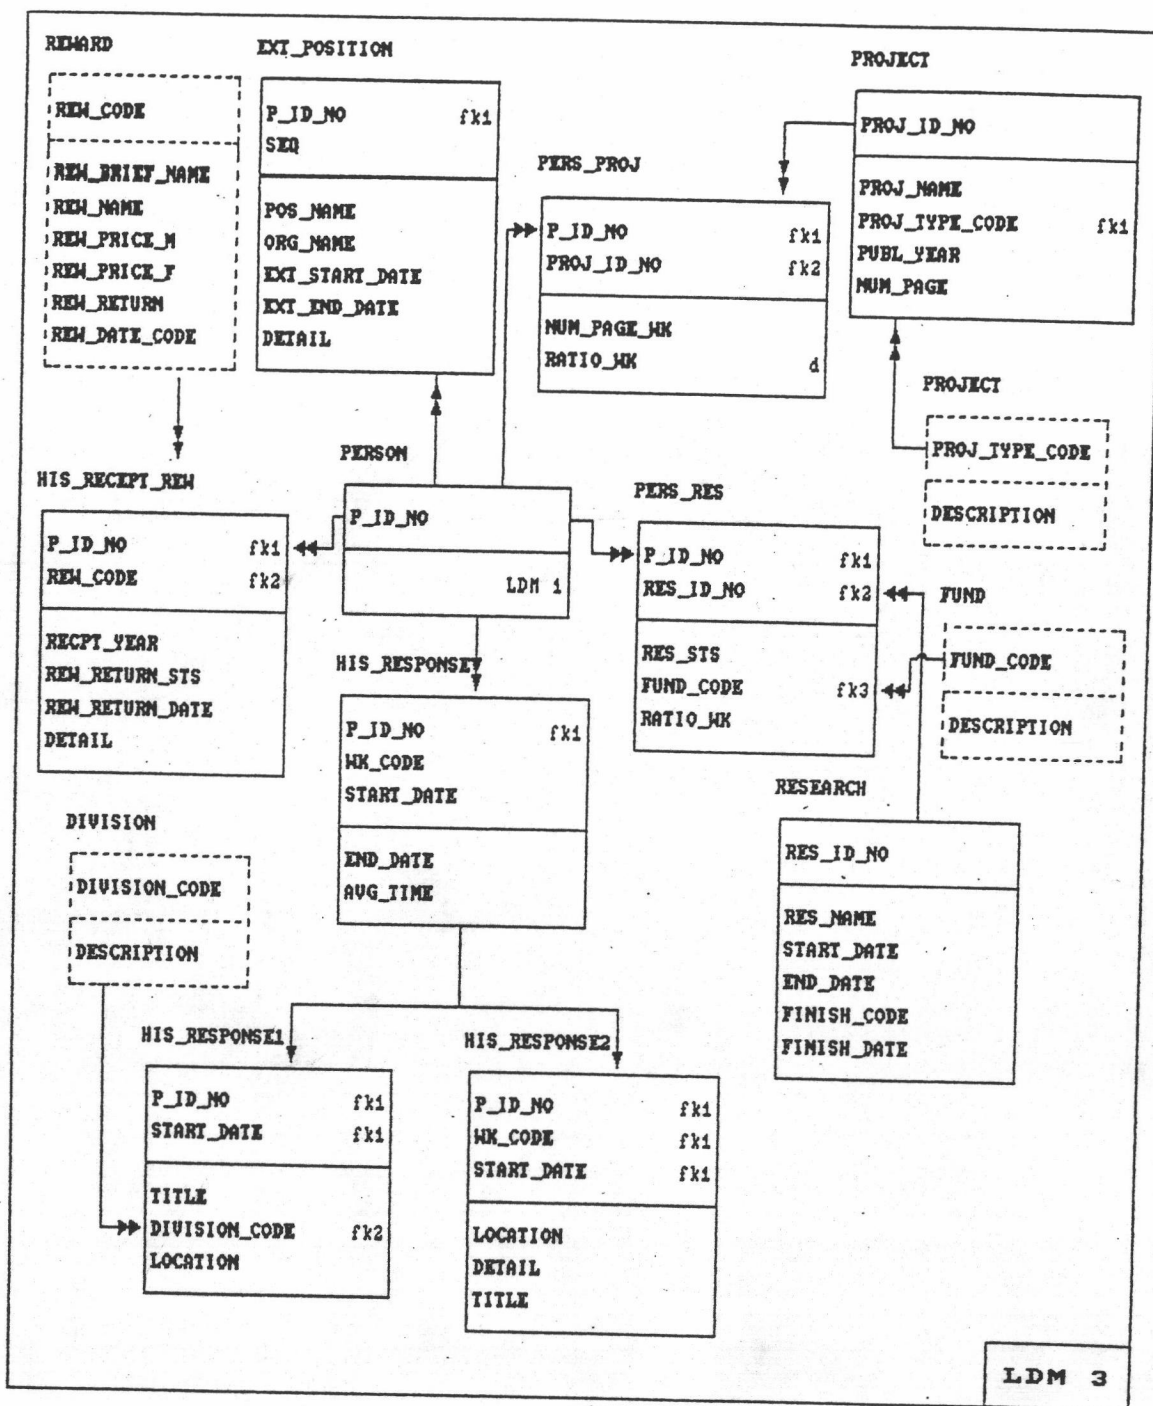 REWARD
REW_CODE
REW_BRIEF_NAME
REW_NAME
REW_PRICE_M
REW_PRICE_F
REW_RETURN
REW_DATE_CODE
EXT_POSITION
P_ID_NO fk1
SEQ
POS_NAME
ORG_NAME
EXT_START_DATE
EXT_END_DATE
DETAIL
PERS_PROJ
P_ID_NO fk1
PROJ_ID_NO fk2
NUM_PAGE_WK
RATIO_WK d
PROJECT
PROJ_ID_NO
PROJ_NAME
PROJ_TYPE_CODE fk1
PUBL_YEAR
NUM_PAGE
PROJECT
PROJ_TYPE_CODE
DESCRIPTION
HIS_RECEPT_REW
P_ID_NO fk1
REW_CODE fk2
RECPT_YEAR
REW_RETURN_STS
REW_RETURN_DATE
DETAIL
PERSON
P_ID_NO
LDM 1
PERS_RES
P_ID_NO fk1
RES_ID_NO fk2
RES_STS
FUND_CODE fk3
RATIO_WK
FUND
FUND_CODE
DESCRIPTION
HIS_RESPONSE
P_ID_NO fk1
WK_CODE
START_DATE
END_DATE
AVG_TIME
RESEARCH
RES_ID_NO
RES_NAME
START_DATE
END_DATE
FINISH_CODE
FINISH_DATE
DIVISION
DIVISION_CODE
DESCRIPTION
HIS_RESPONSE1
P_ID_NO fk1
START_DATE fk1
TITLE
DIVISION_CODE fk2
LOCATION
HIS_RESPONSE2
P_ID_NO fk1
WK_CODE fk1
START_DATE fk1
LOCATION
DETAIL
TITLE
LDM 3